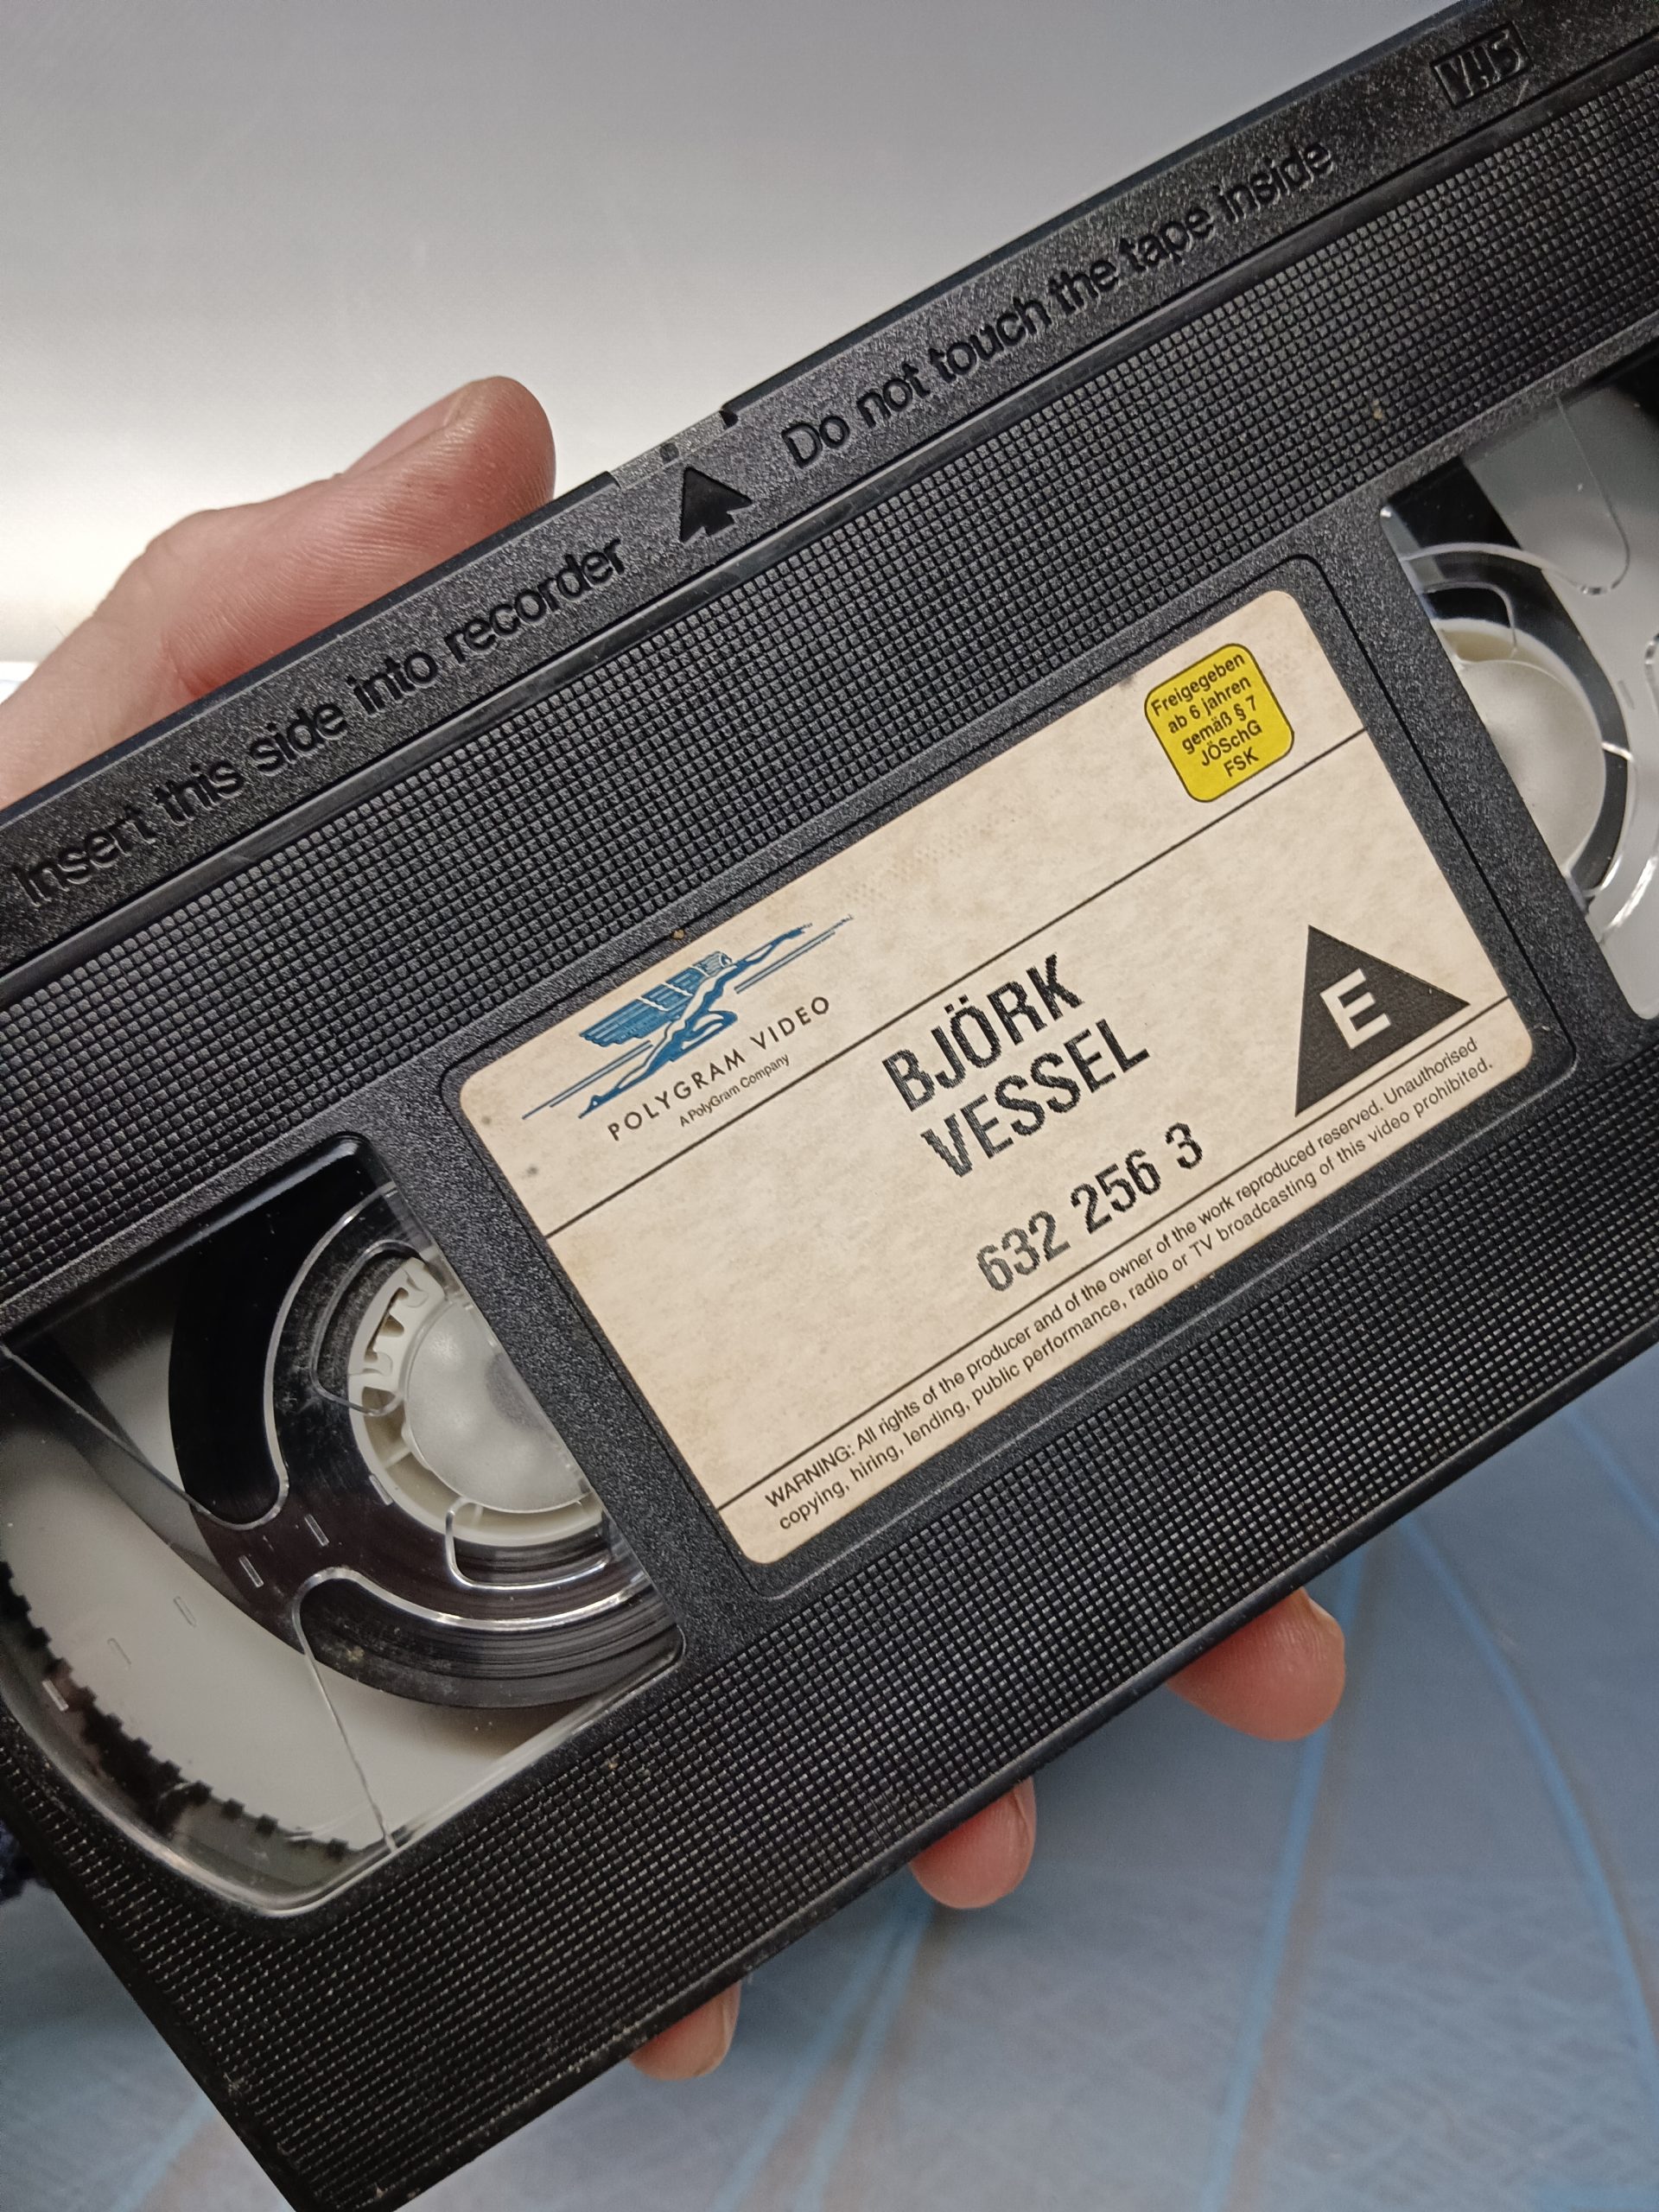 VHS
Insert this side into recorder
Do not touch the tape inside
Freigegeben
ab 6 jahren
gemäß § 7
JÖSchG
FSK
POLYGRAM VIDEO
A PolyGram Company
BJÖRK
VESSEL
632 256 3
E
WARNING: All rights of the producer and of the owner of the work reproduced reserved. Unauthorised
copying, hiring, lending, public performance, radio or TV broadcasting of this video prohibited.